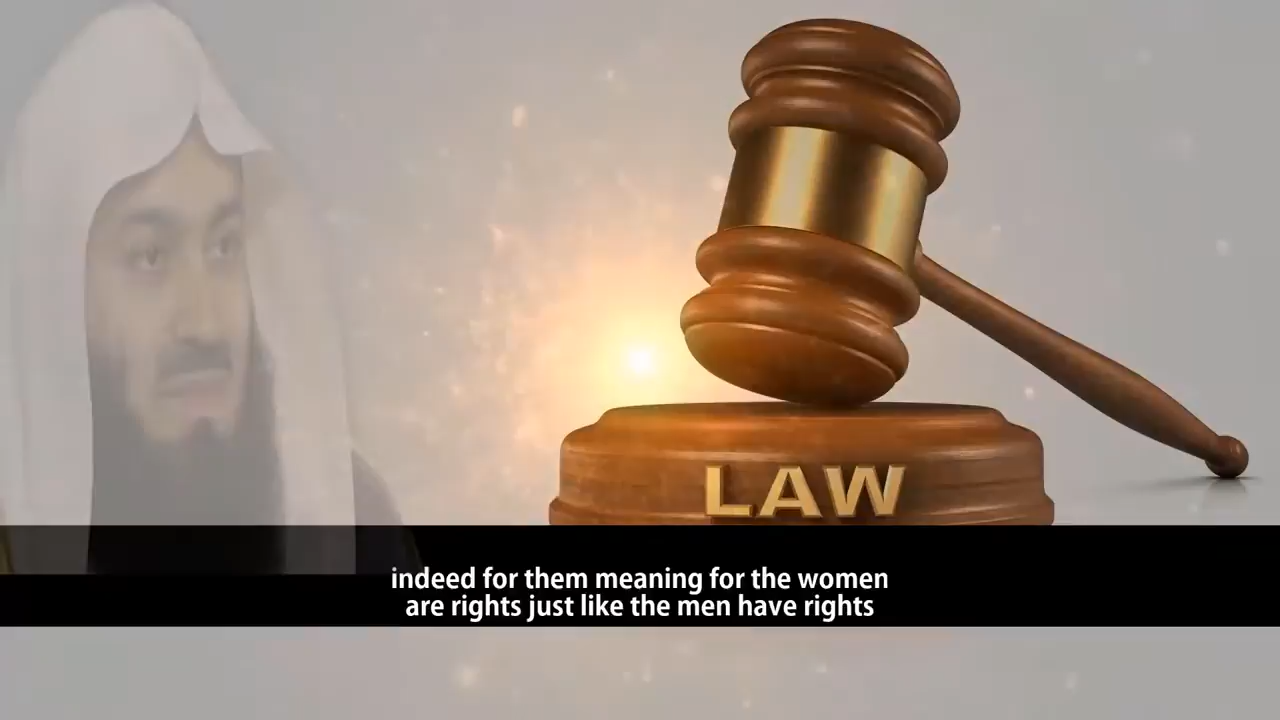 LAW
indeed for them meaning for the women
are rights just like the men have rights